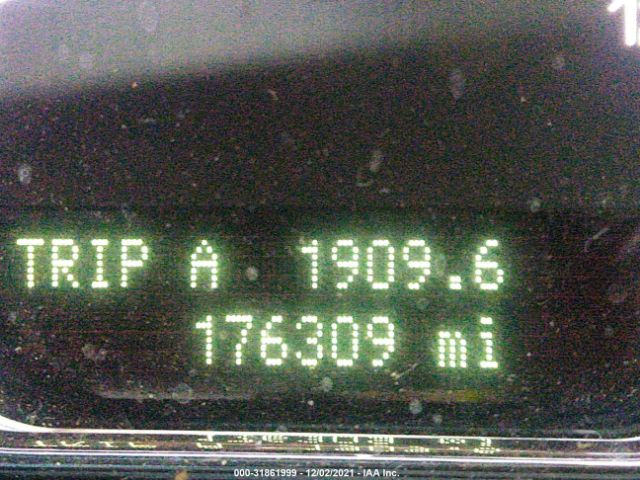 TRIP A 1909.6
176309 mi
000-31861999 - 12/02/2021 - IAA Inc.